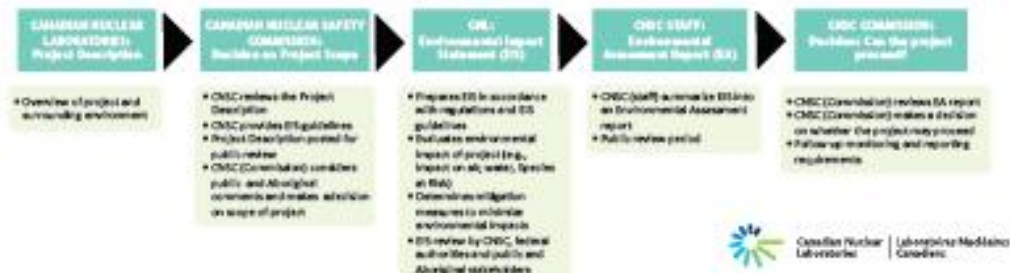 CANADIAN NUCLEAR
LABORATORIES:
Project Description
CANADIAN NUCLEAR SAFETY
COMMISSION:
Decision on Project Scope
CNL:
Environmental Impact
Statement (EIS)
CNSC STAFF:
Environmental
Assessment Report (EA)
CNSC COMMISSION:
Decision: Can the project
proceed?
• Overview of project and
surrounding environment
• CNSC reviews the Project
Description
• CNSC provides EIS guidelines
• Project Description posted for
public review
• CNSC (Commission) considers
public and Aboriginal
comments and makes a decision
on scope of project
• Prepares EIS in accordance
with regulations and EIS
guidelines
• Evaluates environmental
impact of project (e.g.,
impact on air, water, Species
at Risk)
• Determines mitigation
measures to minimize
environmental impacts
• EIS review by CNSC, federal
authorities and public and
Aboriginal stakeholders
• CNSC (staff) summarize EIS into
an Environmental Assessment
report
• Public review period
• CNSC (Commission) reviews EA report
• CNSC (Commission) makes a decision
on whether the project may proceed
• Follow-up monitoring and reporting
requirements
Canadian Nuclear | Laboratoires Nucléaires
Laboratories | Canadiens